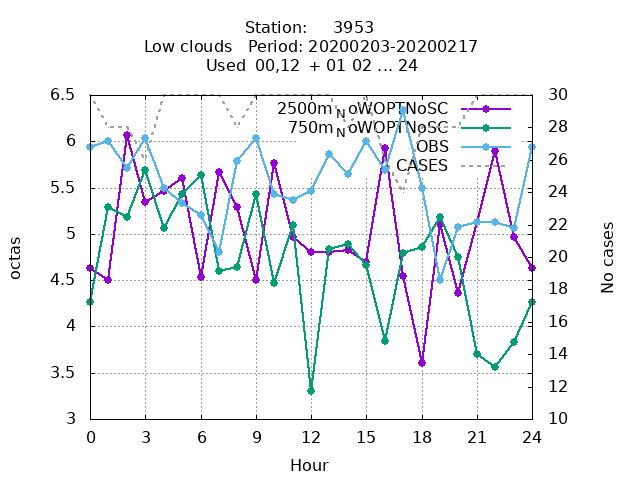 Station: 3953
Low clouds Period: 20200203-20200217
Used 00,12 + 01 02 ... 24
2500m NoWOPTNoSC
750m NoWOPTNoSC
OBS
CASES
6.5
6
5.5
5
4.5
4
3.5
3
30
28
26
24
22
20
18
16
14
12
10
octas
No cases
0 3 6 9 12 15 18 21 24
Hour